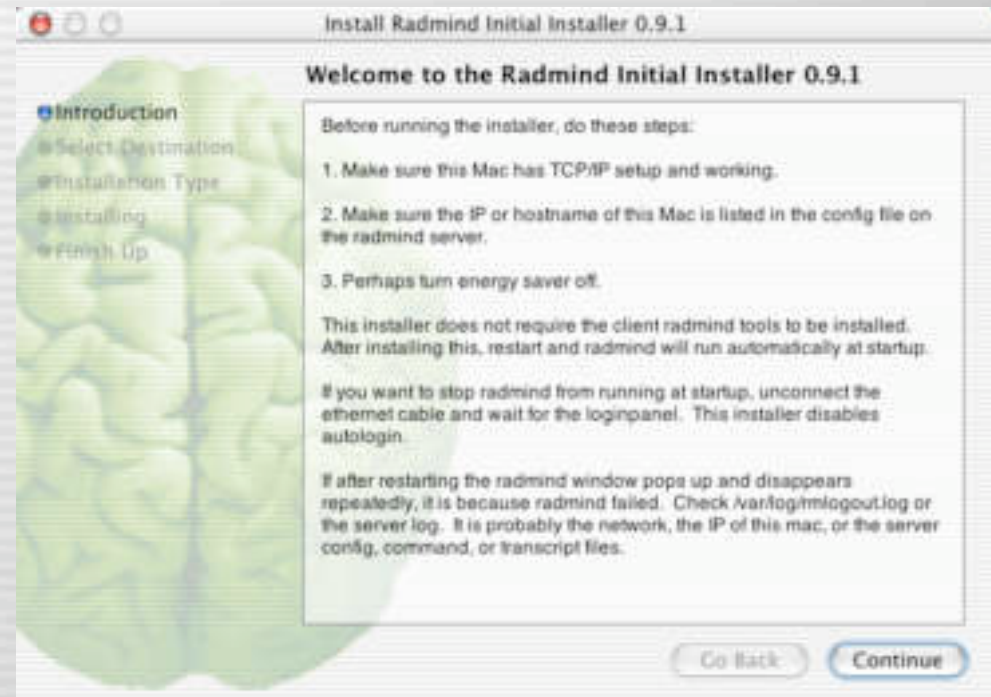 Install Radmind Initial Installer 0.9.1
Welcome to the Radmind Initial Installer 0.9.1
Introduction
Select Destination
Installation Type
Installing
Finish Up
Before running the installer, do these steps:
1. Make sure this Mac has TCP/IP setup and working.
2. Make sure the IP or hostname of this Mac is listed in the config file on
the radmind server.
3. Perhaps turn energy saver off.
This installer does not require the client radmind tools to be installed.
After installing this, restart and radmind will run automatically at startup.
If you want to stop radmind from running at startup, unconnect the
ethernet cable and wait for the loginpanel. This installer disables
autologin.
If after restarting the radmind window pops up and disappears
repeatedly, it is because radmind failed. Check /var/log/rmlogout.log or
the server log. It is probably the network, the IP of this mac, or the server
config, command, or transcript files.
Go Back
Continue